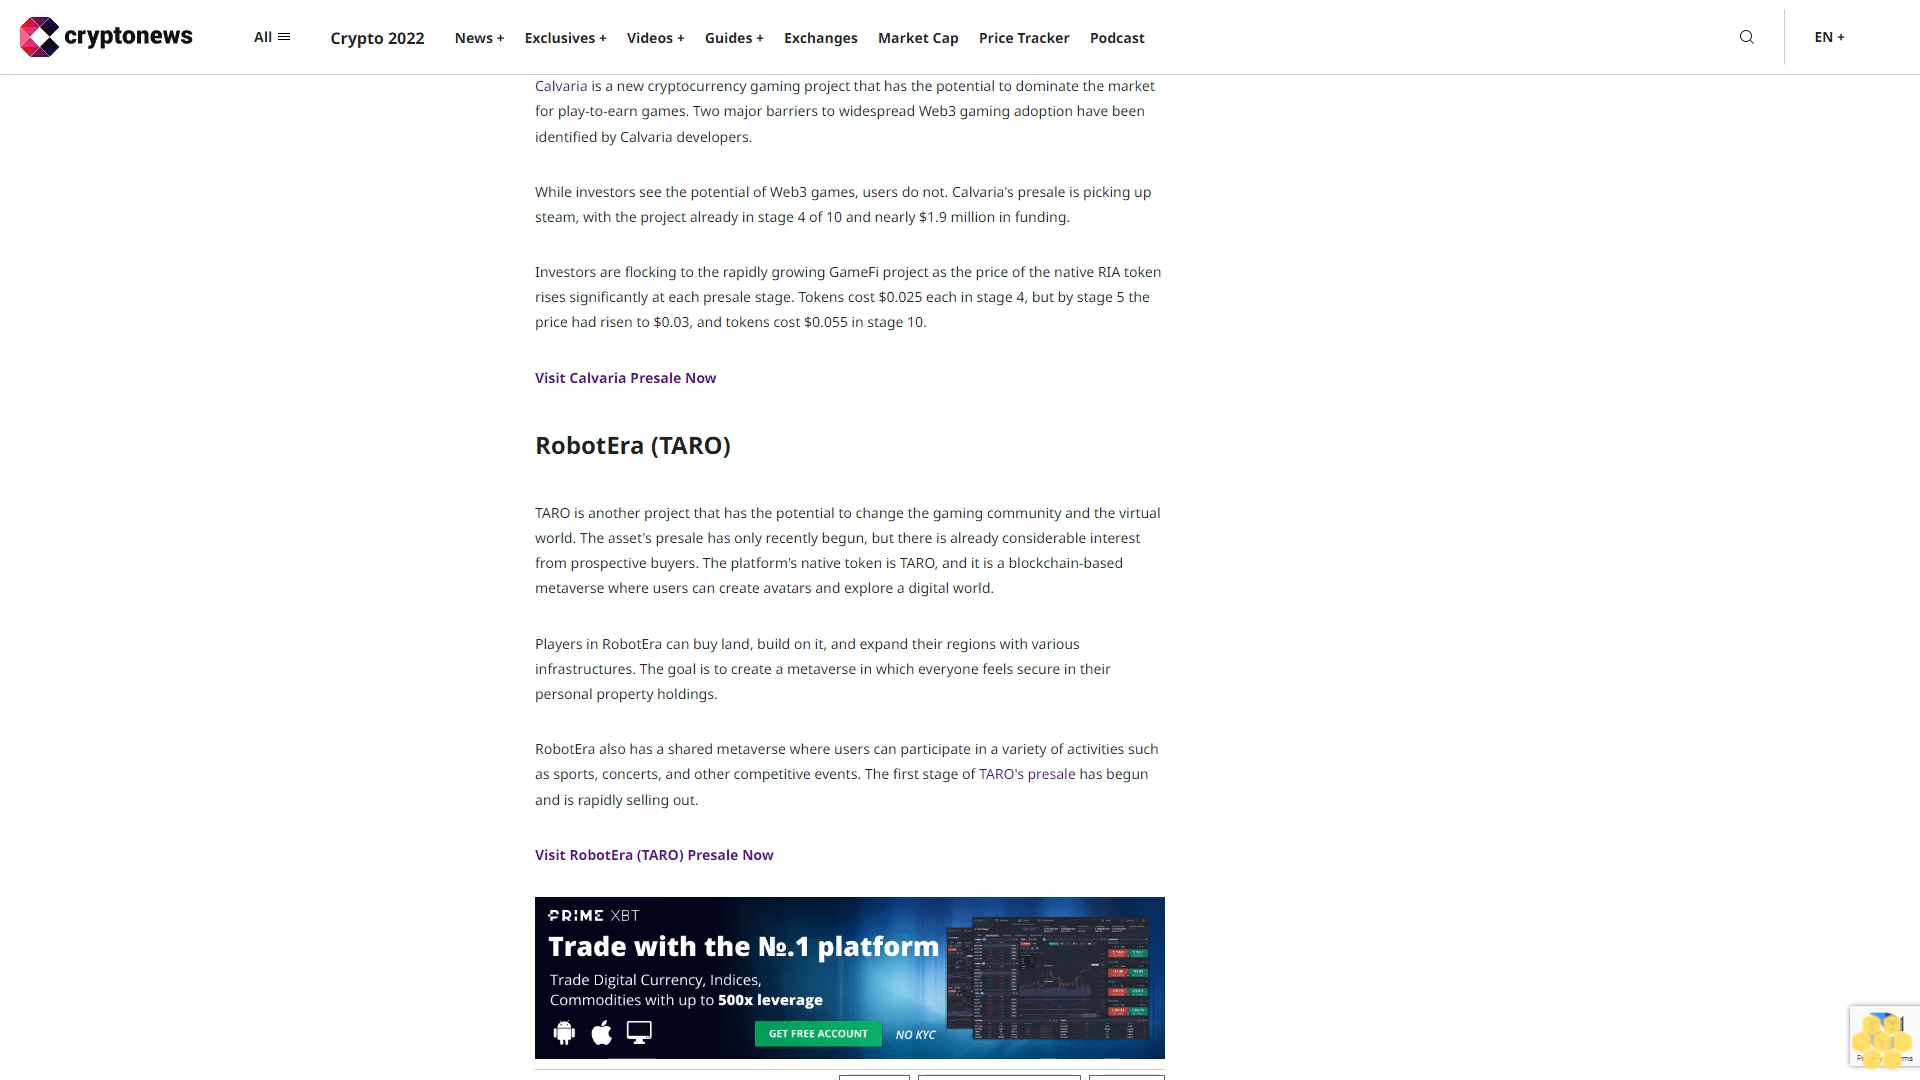 cryptonews
All
Crypto 2022
News +
Exclusives +
Videos +
Guides +
Exchanges
Market Cap
Price Tracker
Podcast
EN +
Calvaria is a new cryptocurrency gaming project that has the potential to dominate the market
for play-to-earn games. Two major barriers to widespread Web3 gaming adoption have been
identified by Calvaria developers.
While investors see the potential of Web3 games, users do not. Calvaria's presale is picking up
steam, with the project already in stage 4 of 10 and nearly $1.9 million in funding.
Investors are flocking to the rapidly growing GameFi project as the price of the native RIA token
rises significantly at each presale stage. Tokens cost $0.025 each in stage 4, but by stage 5 the
price had risen to $0.03, and tokens cost $0.055 in stage 10.
Visit Calvaria Presale Now
RobotEra (TARO)
TARO is another project that has the potential to change the gaming community and the virtual
world. The asset's presale has only recently begun, but there is already considerable interest
from prospective buyers. The platform's native token is TARO, and it is a blockchain-based
metaverse where users can create avatars and explore a digital world.
Players in RobotEra can buy land, build on it, and expand their regions with various
infrastructures. The goal is to create a metaverse in which everyone feels secure in their
personal property holdings.
RobotEra also has a shared metaverse where users can participate in a variety of activities such
as sports, concerts, and other competitive events. The first stage of TARO's presale has begun
and is rapidly selling out.
Visit RobotEra (TARO) Presale Now
PRIME XBT
Trade with the №.1 platform
Trade Digital Currency, Indices,
Commodities with up to 500x leverage
GET FREE ACCOUNT
NO KYC